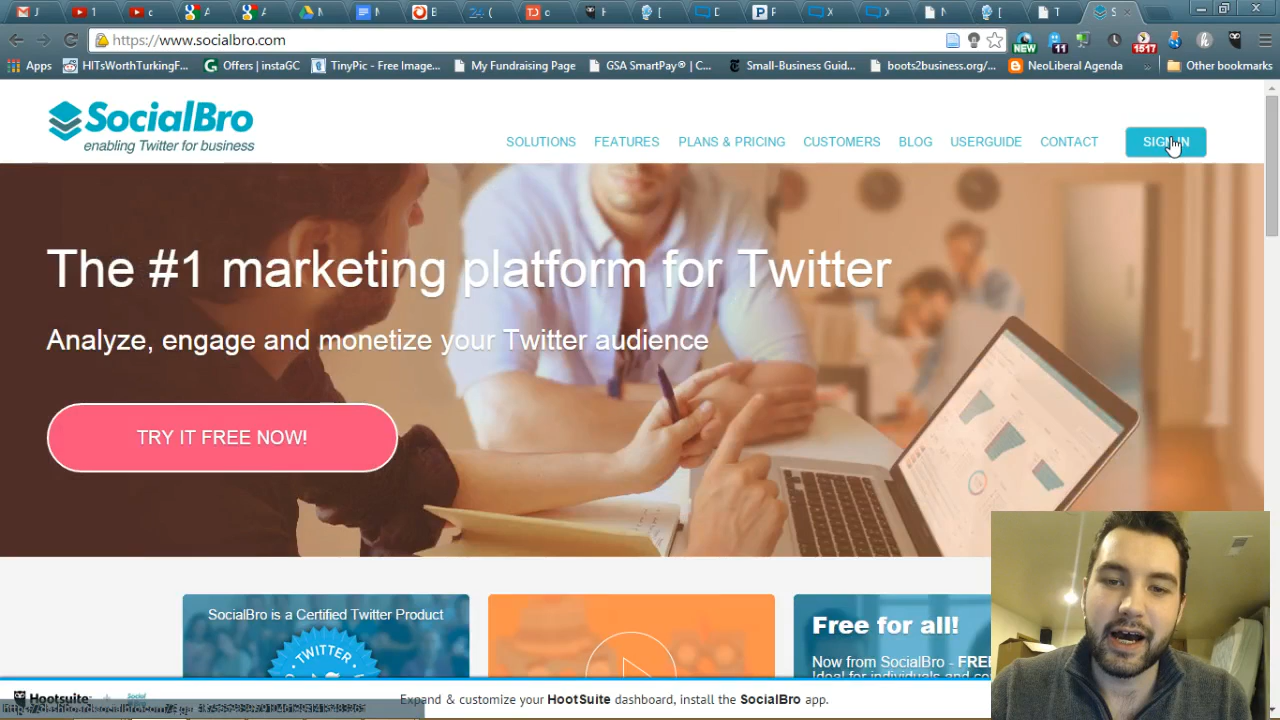 https://www.socialbro.com
NEW
11
1517
Apps
HITsWorthTurkingF...
Offers | instaGC
TinyPic - Free Image...
My Fundraising Page
GSA SmartPay® | C...
Small-Business Guid...
boots2business.org/...
NeoLiberal Agenda
»
Other bookmarks
SocialBro
enabling Twitter for business
SOLUTIONS
FEATURES
PLANS & PRICING
CUSTOMERS
BLOG
USERGUIDE
CONTACT
SIGN IN
The #1 marketing platform for Twitter
Analyze, engage and monetize your Twitter audience
TRY IT FREE NOW!
SocialBro is a Certified Twitter Product
TWITTER
Free for all!
Now from SocialBro - FREE
Hootsuite
Expand & customize your HootSuite dashboard, install the SocialBro app.